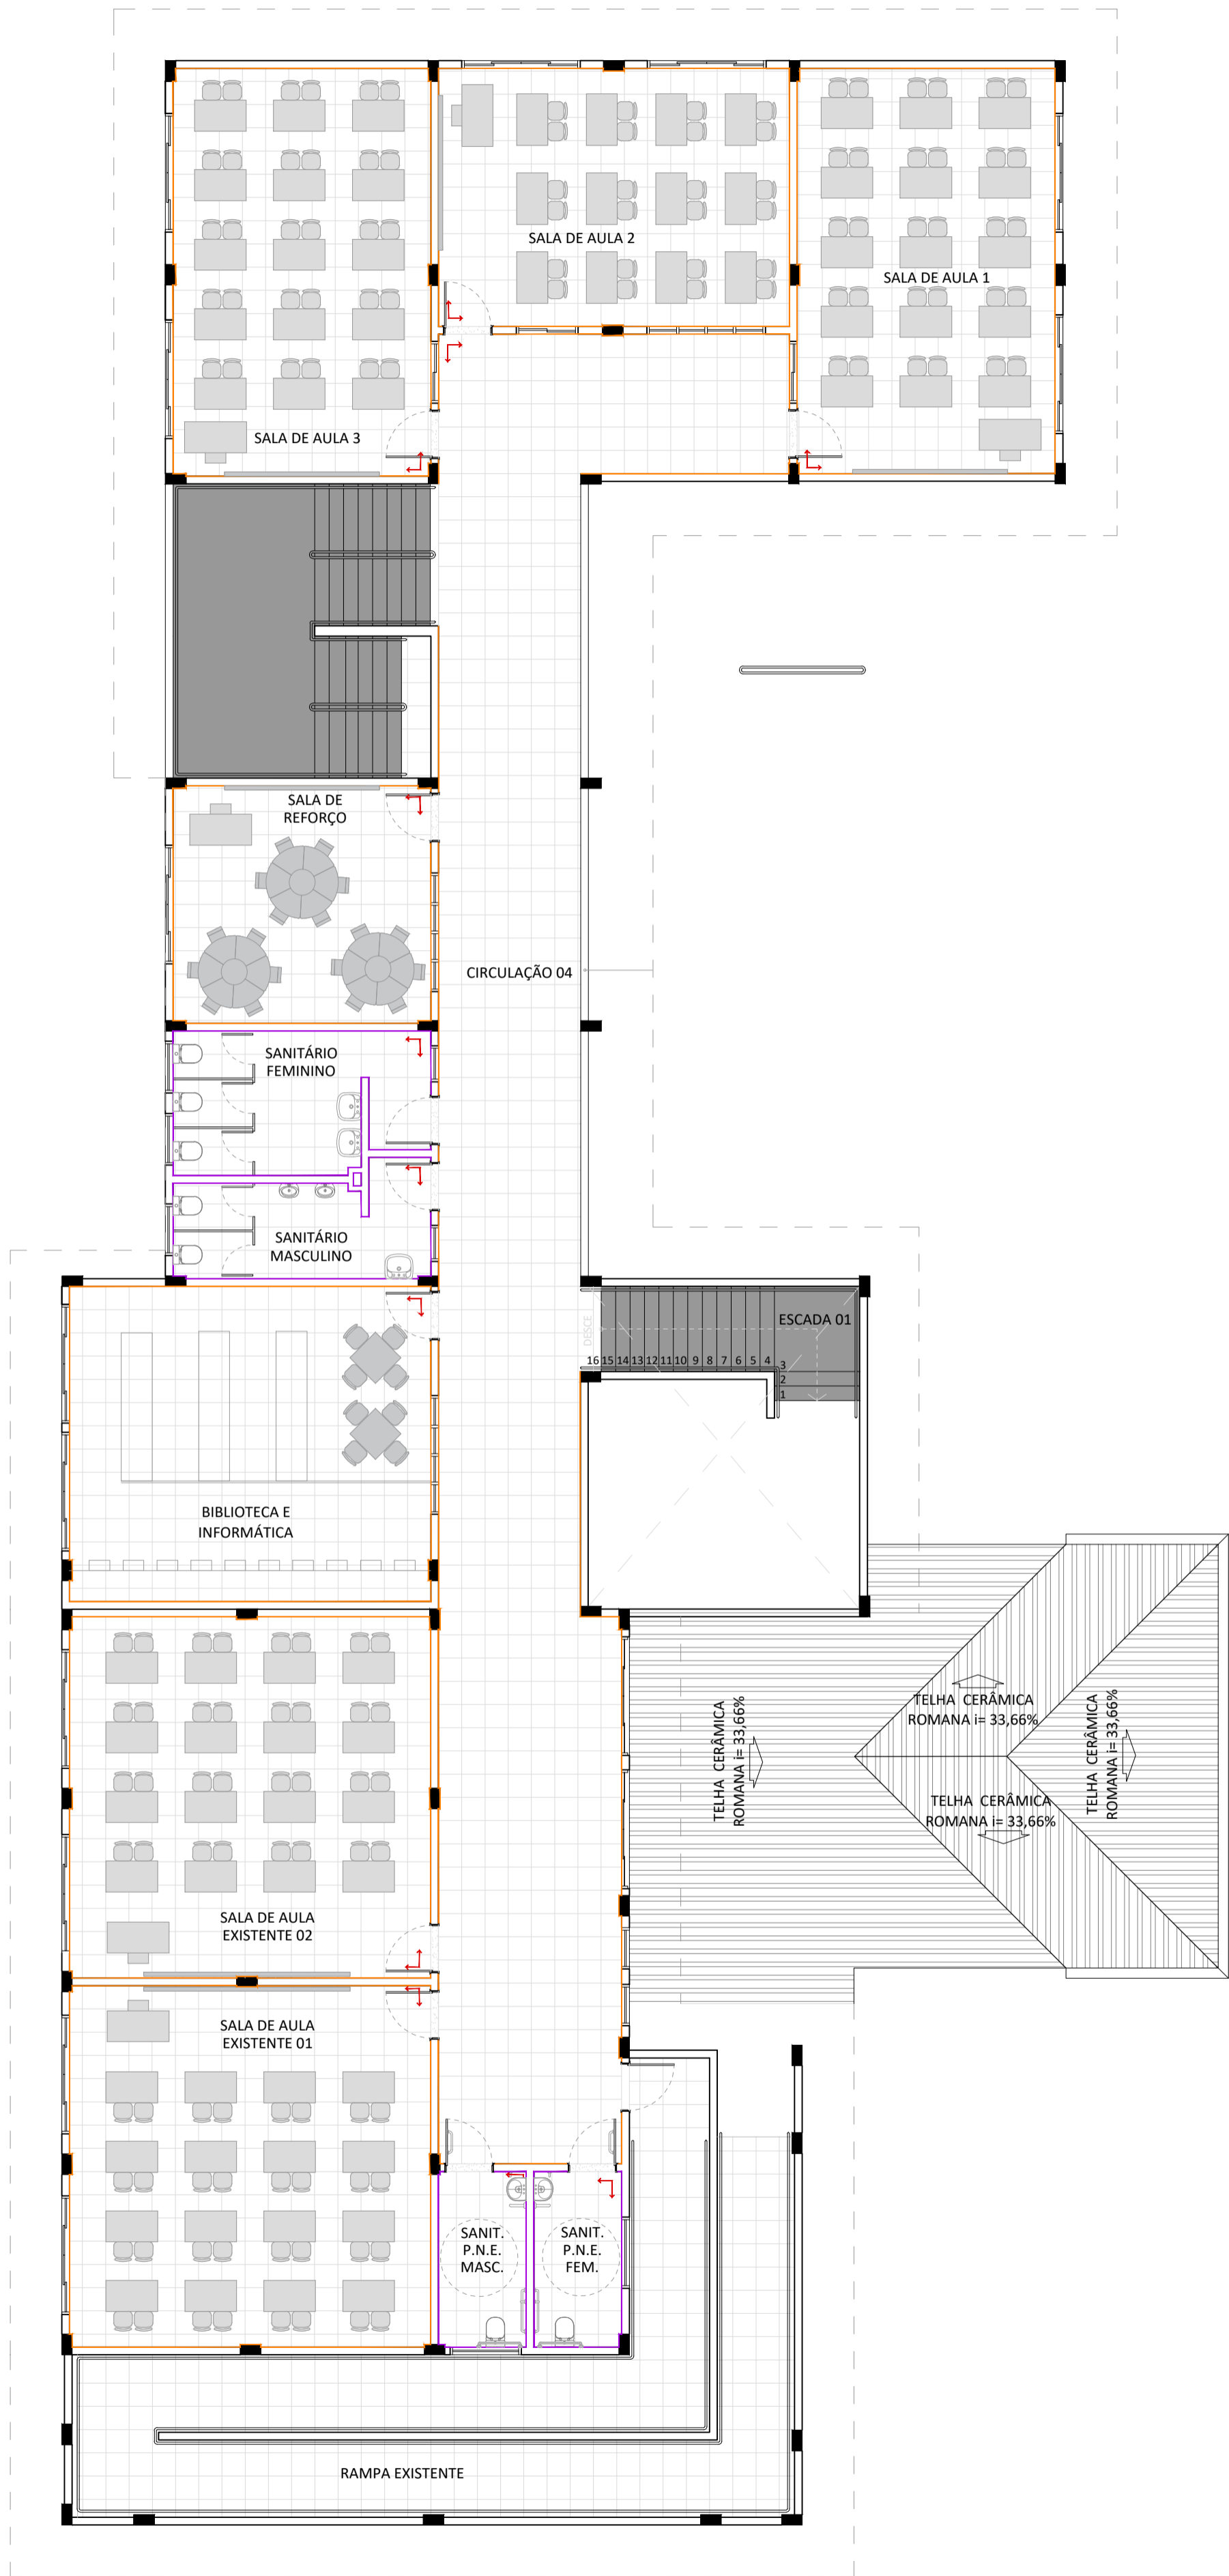 SALA DE AULA 2
SALA DE AULA 1
SALA DE AULA 3
SALA DE
REFORÇO
CIRCULAÇÃO 04
SANITÁRIO
FEMININO
SANITÁRIO
MASCULINO
ESCADA 01
DESCE
16 15 14 13 12 11 10 9 8 7 6 5 4 3
2
1
BIBLIOTECA E
INFORMÁTICA
TELHA CERÂMICA
ROMANA i= 33,66%
TELHA CERÂMICA
ROMANA i= 33,66%
TELHA CERÂMICA
ROMANA i= 33,66%
TELHA CERÂMICA
ROMANA i= 33,66%
SALA DE AULA
EXISTENTE 02
SALA DE AULA
EXISTENTE 01
SANIT.
P.N.E.
MASC.
SANIT.
P.N.E.
FEM.
RAMPA EXISTENTE